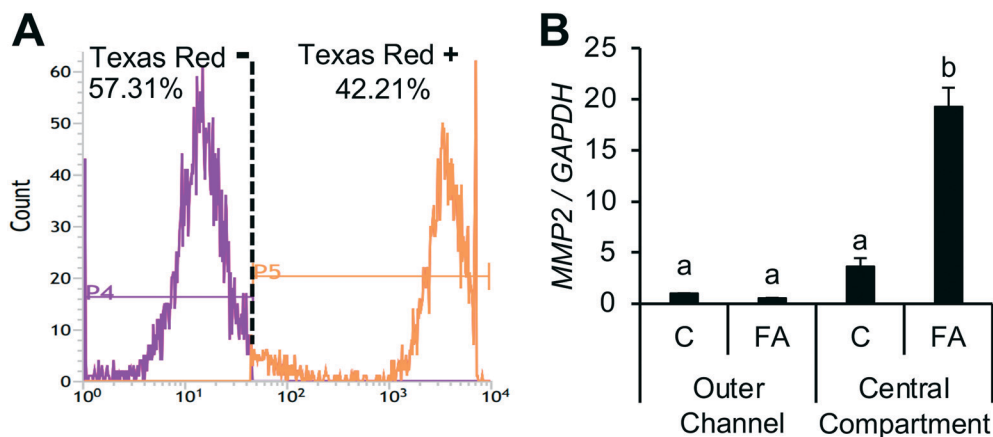 A
Texas Red -
57.31%
Texas Red +
42.21%
Count
60
50
40
30
20
10
0
P4
P5
10⁰
10¹
10²
10³
10⁴
B
MMP2 / GAPDH
25
20
15
10
5
0
a
a
a
b
C
FA
C
FA
Outer
Channel
Central
Compartment